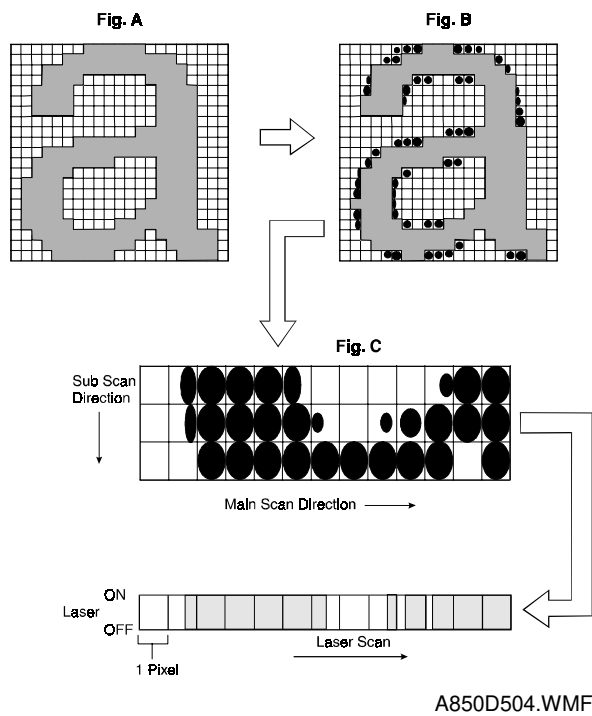 Fig. A
Fig. B
Fig. C
Sub Scan
Direction
Main Scan Direction
ON
Laser
OFF
Laser Scan
1 Pixel
A850D504.WMF